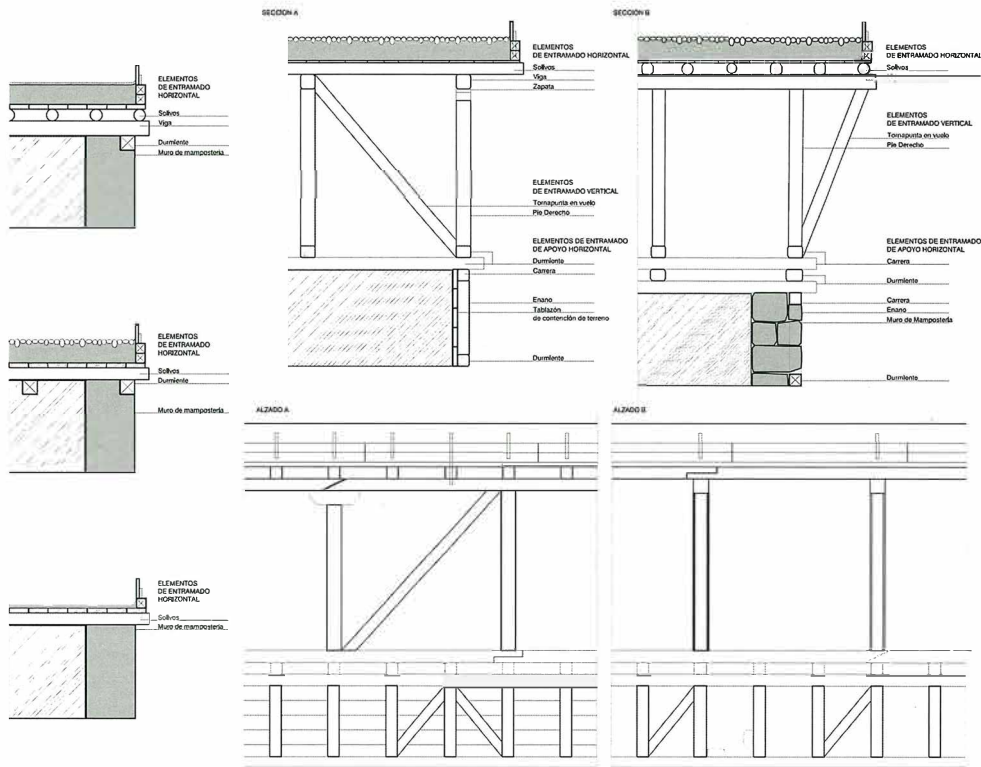 ELEMENTOS
DE ENTRAMADO
HORIZONTAL
Solivos
Viga
Durmiente
Muro de mampostería
ELEMENTOS
DE ENTRAMADO
HORIZONTAL
Solivos
Durmiente
Muro de mampostería
ELEMENTOS
DE ENTRAMADO
HORIZONTAL
Solivos
Muro de mampostería
SECCION A
ELEMENTOS
DE ENTRAMADO HORIZONTAL
Solivos
Viga
Zapata
ELEMENTOS
DE ENTRAMADO VERTICAL
Tornapunta en vuelo
Pie Derecho
ELEMENTOS DE ENTRAMADO
DE APOYO HORIZONTAL
Durmiente
Carrera
Enano
Tablazón
de contención de terreno
Durmiente
SECCIÓN B
ELEMENTOS
DE ENTRAMADO HORIZONTAL
Solivos
ELEMENTOS
DE ENTRAMADO VERTICAL
Tornapunta en vuelo
Pie Derecho
ELEMENTOS DE ENTRAMADO
DE APOYO HORIZONTAL
Carrera
Durmiente
Carrera
Enano
Muro de Mampostería
Durmiente
ALZADO A
ALZADO B